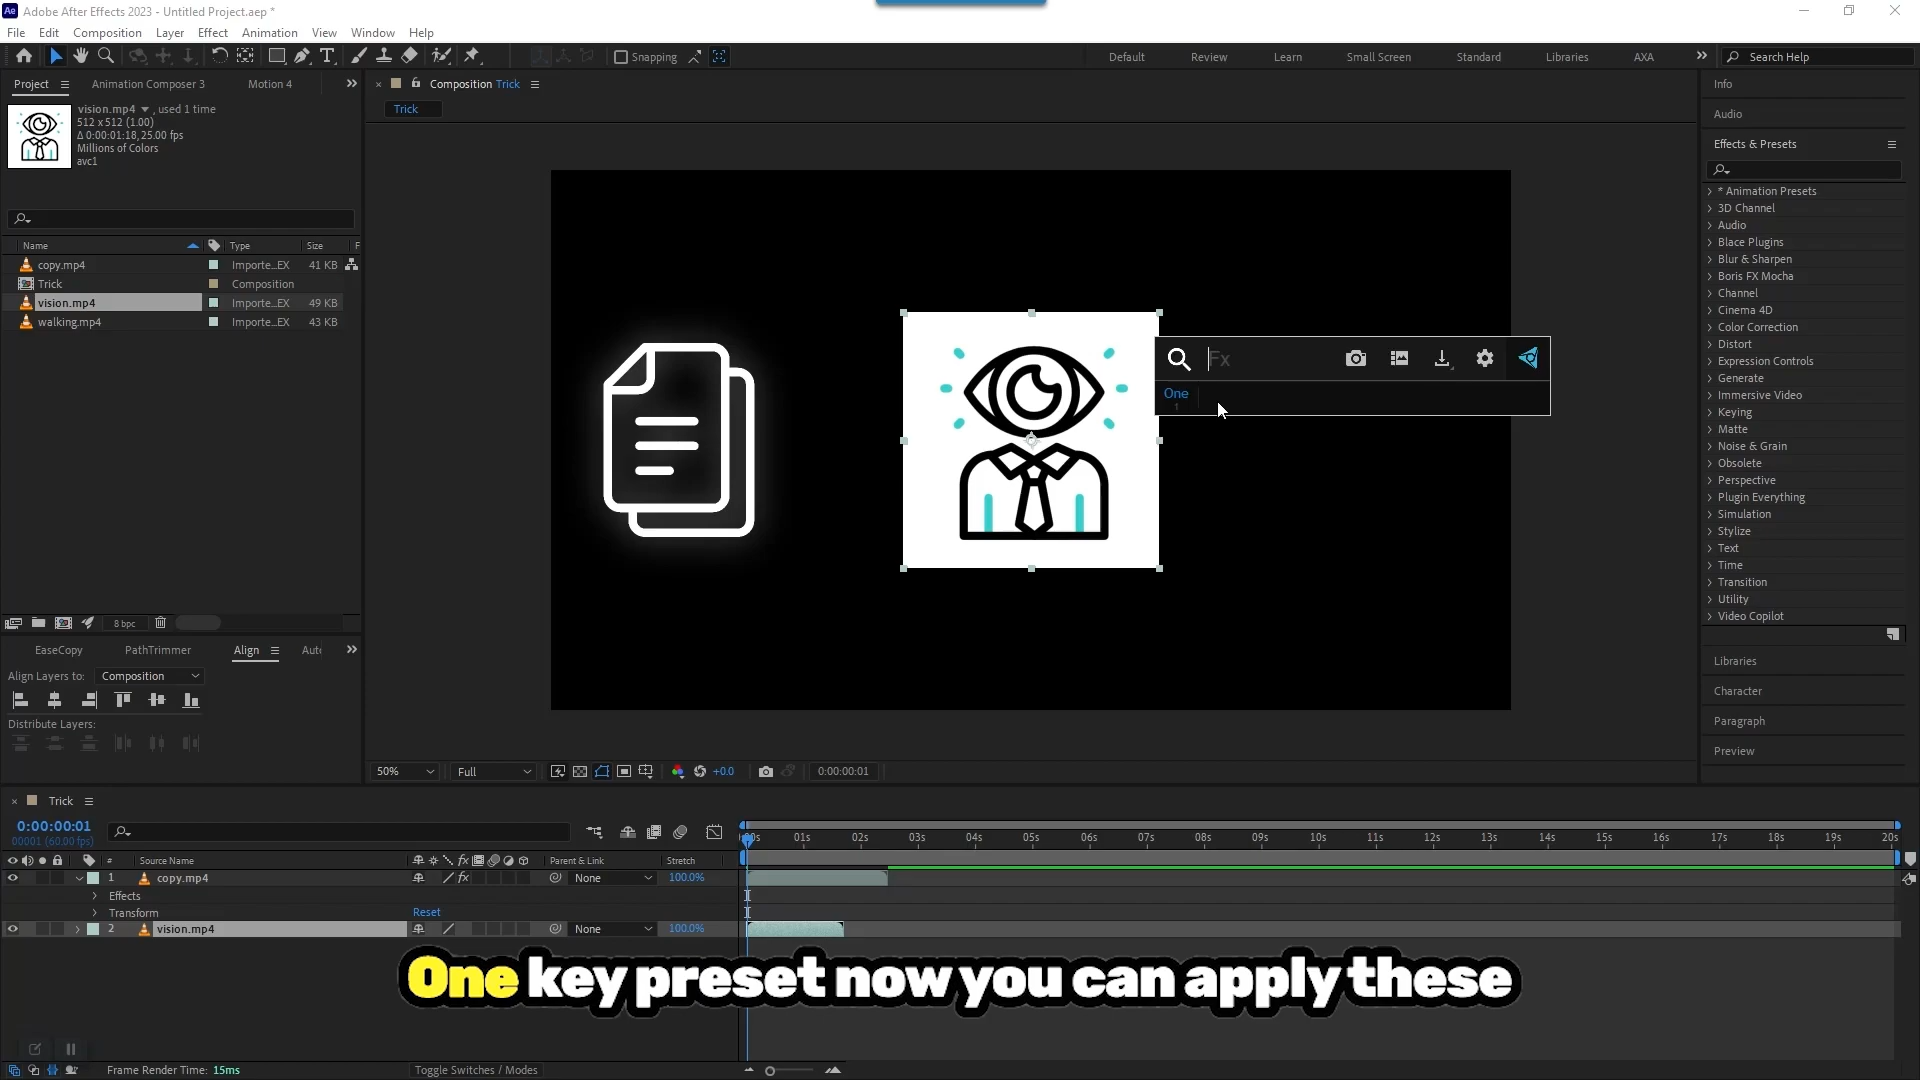 Adobe After Effects 2023 - Untitled Project.aep *
File Edit Composition Layer Effect Animation View Window Help
Snapping
Default Review Learn Small Screen Standard Libraries AXA
Search Help
Project Animation Composer 3 Motion 4
Composition Trick
Trick
vision.mp4 , used 1 time
512 x 512 (1.00)
Δ 0:00:01:18, 25.00 fps
Millions of Colors
avc1
Name Type Size F
copy.mp4 Importe...EX 41 KB
Trick Composition
vision.mp4 Importe...EX 49 KB
walking.mp4 Importe...EX 43 KB
8 bpc
EaseCopy PathTrimmer Align Aut
Align Layers to: Composition
Distribute Layers:
Fx
One
1
50% Full +0.0 0:00:00:01
Info
Audio
Effects & Presets
* Animation Presets
3D Channel
Audio
Blace Plugins
Blur & Sharpen
Boris FX Mocha
Channel
Cinema 4D
Color Correction
Distort
Expression Controls
Generate
Immersive Video
Keying
Matte
Noise & Grain
Obsolete
Perspective
Plugin Everything
Simulation
Stylize
Text
Time
Transition
Utility
Video Copilot
Libraries
Character
Paragraph
Preview
Trick
0:00:00:01
00001 (60.00 fps)
01s 02s 03s 04s 05s 06s 07s 08s 09s 10s 11s 12s 13s 14s 15s 16s 17s 18s 19s 20s
# Source Name fx Parent & Link Stretch
1 copy.mp4 fx None 100.0%
Effects
Transform Reset
2 vision.mp4 None 100.0%
One key preset now you can apply these
Frame Render Time: 15ms
Toggle Switches / Modes